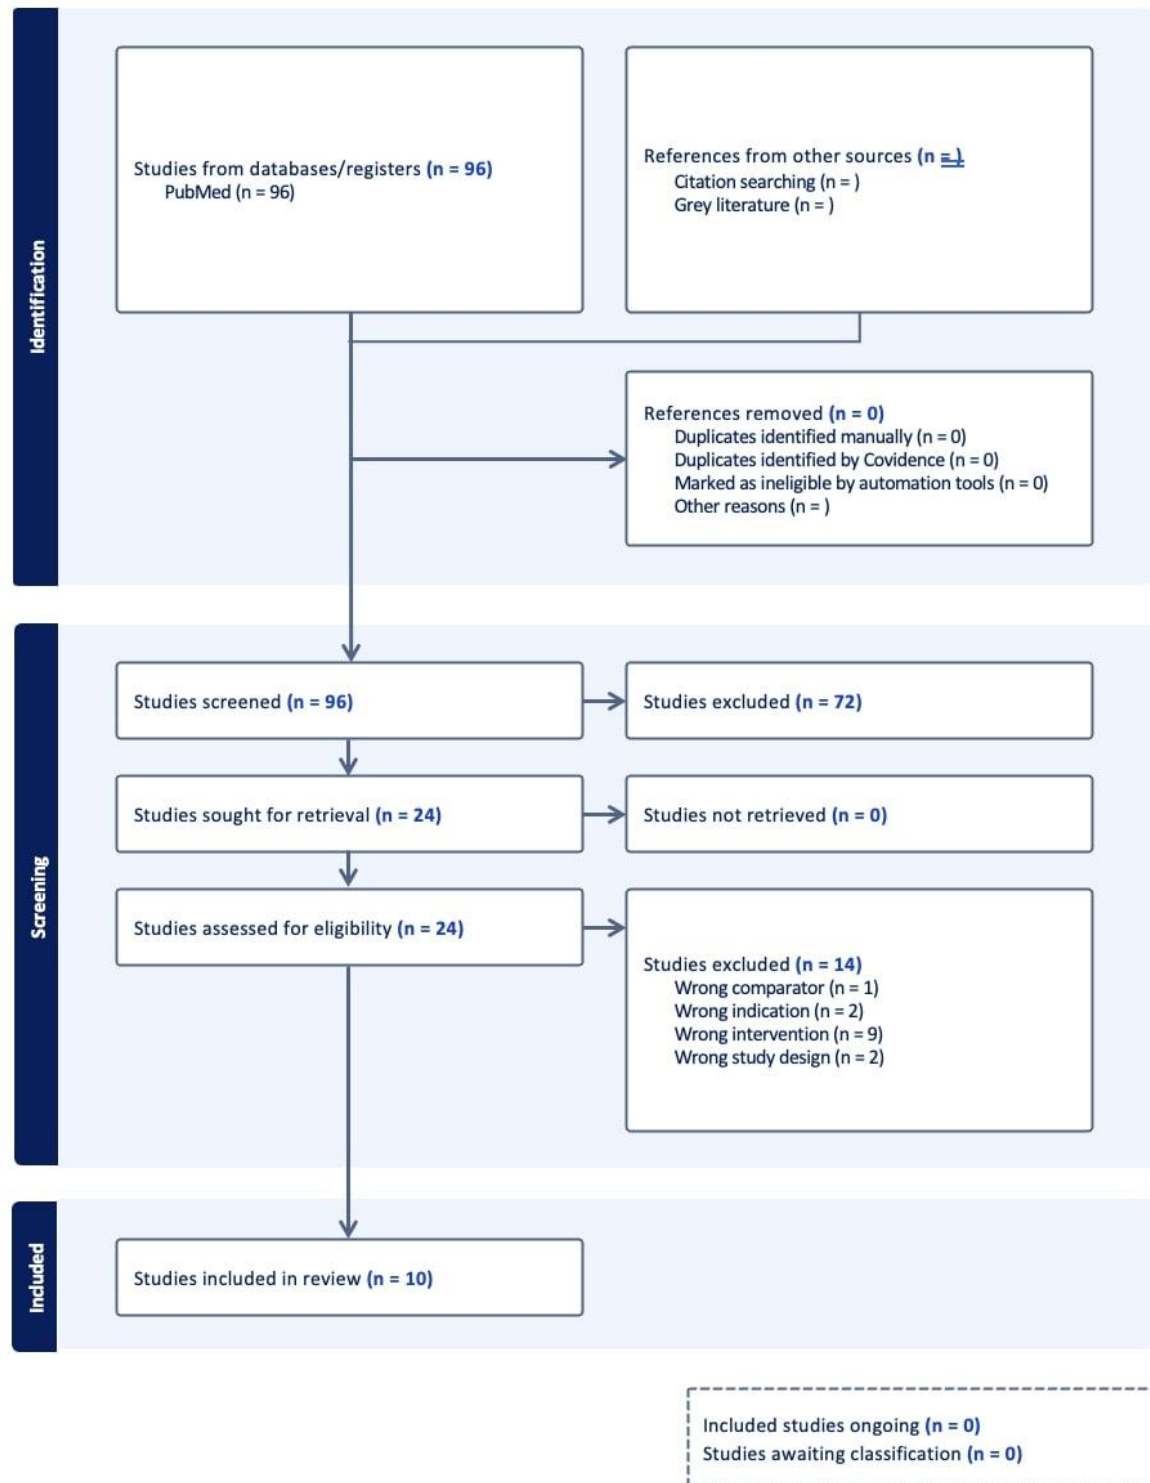 Identification
Studies from databases/registers (n = 96)
PubMed (n = 96)
References from other sources (n = )
Citation searching (n = )
Grey literature (n = )
References removed (n = 0)
Duplicates identified manually (n = 0)
Duplicates identified by Covidence (n = 0)
Marked as ineligible by automation tools (n = 0)
Other reasons (n = )
Screening
Studies screened (n = 96)
Studies excluded (n = 72)
Studies sought for retrieval (n = 24)
Studies not retrieved (n = 0)
Studies assessed for eligibility (n = 24)
Studies excluded (n = 14)
Wrong comparator (n = 1)
Wrong indication (n = 2)
Wrong intervention (n = 9)
Wrong study design (n = 2)
Included
Studies included in review (n = 10)
Included studies ongoing (n = 0)
Studies awaiting classification (n = 0)